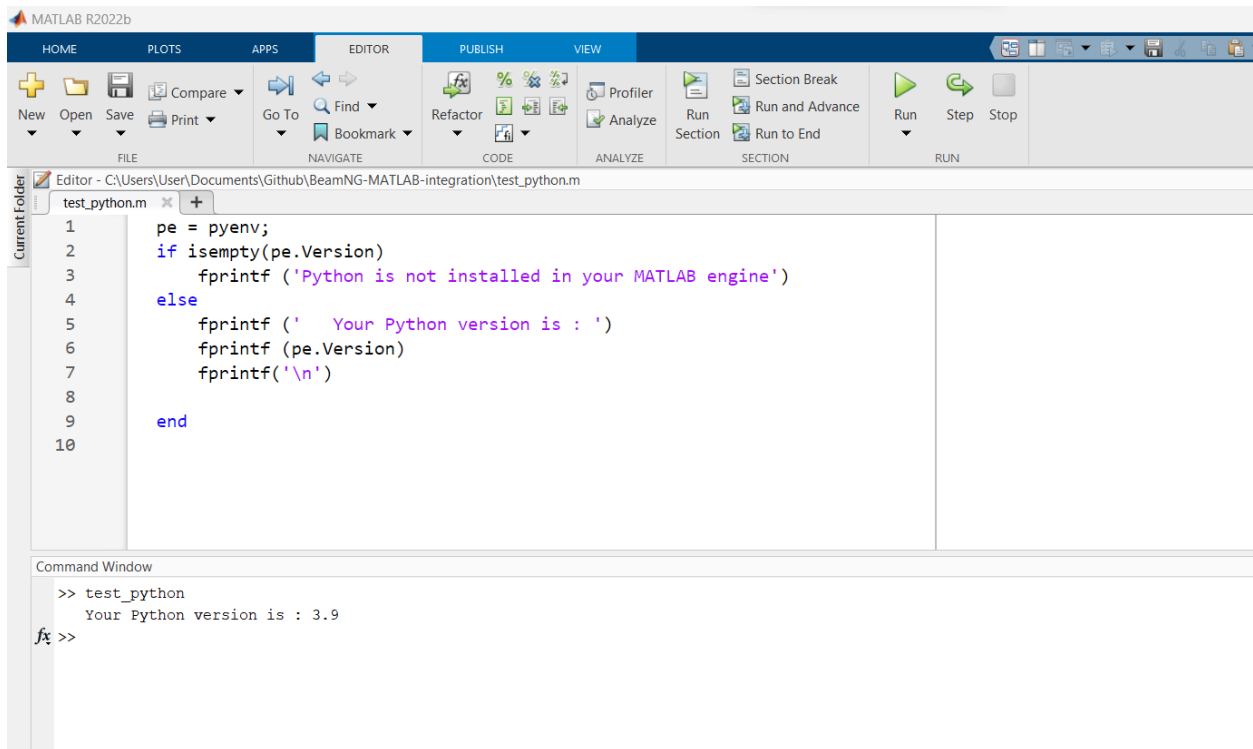 MATLAB R2022b
HOME PLOTS APPS EDITOR PUBLISH VIEW
New Open Save Compare Print
Go To Find Bookmark
Refactor
Profiler Analyze
Run Section Section Break Run and Advance Run to End
Run Step Stop
FILE NAVIGATE CODE ANALYZE SECTION RUN
Current Folder
Editor - C:\Users\User\Documents\Github\BeamNG-MATLAB-integration\test_python.m
test_python.m
1 pe = pyenv;
2 if isempty(pe.Version)
3 fprintf ('Python is not installed in your MATLAB engine')
4 else
5 fprintf ('   Your Python version is : ')
6 fprintf (pe.Version)
7 fprintf('\n')
8
9 end
10
Command Window
>> test_python
Your Python version is : 3.9
fx >>